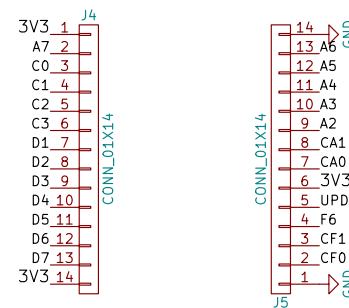 J4
3V3 1
A7 2
C0 3
C1 4
C2 5
C3 6
D1 7
D2 8
D3 9
D4 10
D5 11
D6 12
D7 13
3V3 14
CONN_01X14
14 GND
13 A6
12 A5
11 A4
10 A3
9 A2
8 CA1
7 CA0
6 3V3
5 UPD
4 F6
3 CF1
2 CF0
1 GND
CONN_01X14
J5